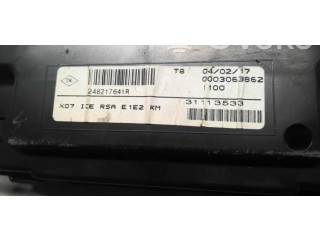 T8 04/02/17
0003063862
248217641R
1100
X07 ICE RSA E1E2 KM
31113533